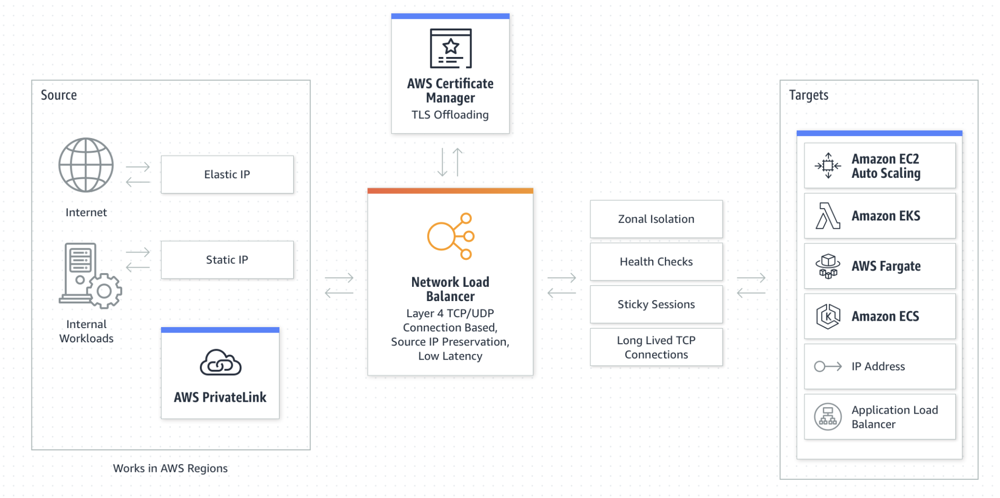 AWS Certificate
Manager
TLS Offloading
Source
Internet
Elastic IP
Internal
Workloads
Static IP
AWS PrivateLink
Works in AWS Regions
Network Load
Balancer
Layer 4 TCP/UDP
Connection Based,
Source IP Preservation,
Low Latency
Zonal Isolation
Health Checks
Sticky Sessions
Long Lived TCP
Connections
Targets
Amazon EC2
Auto Scaling
Amazon EKS
AWS Fargate
K
Amazon ECS
IP Address
Application Load
Balancer